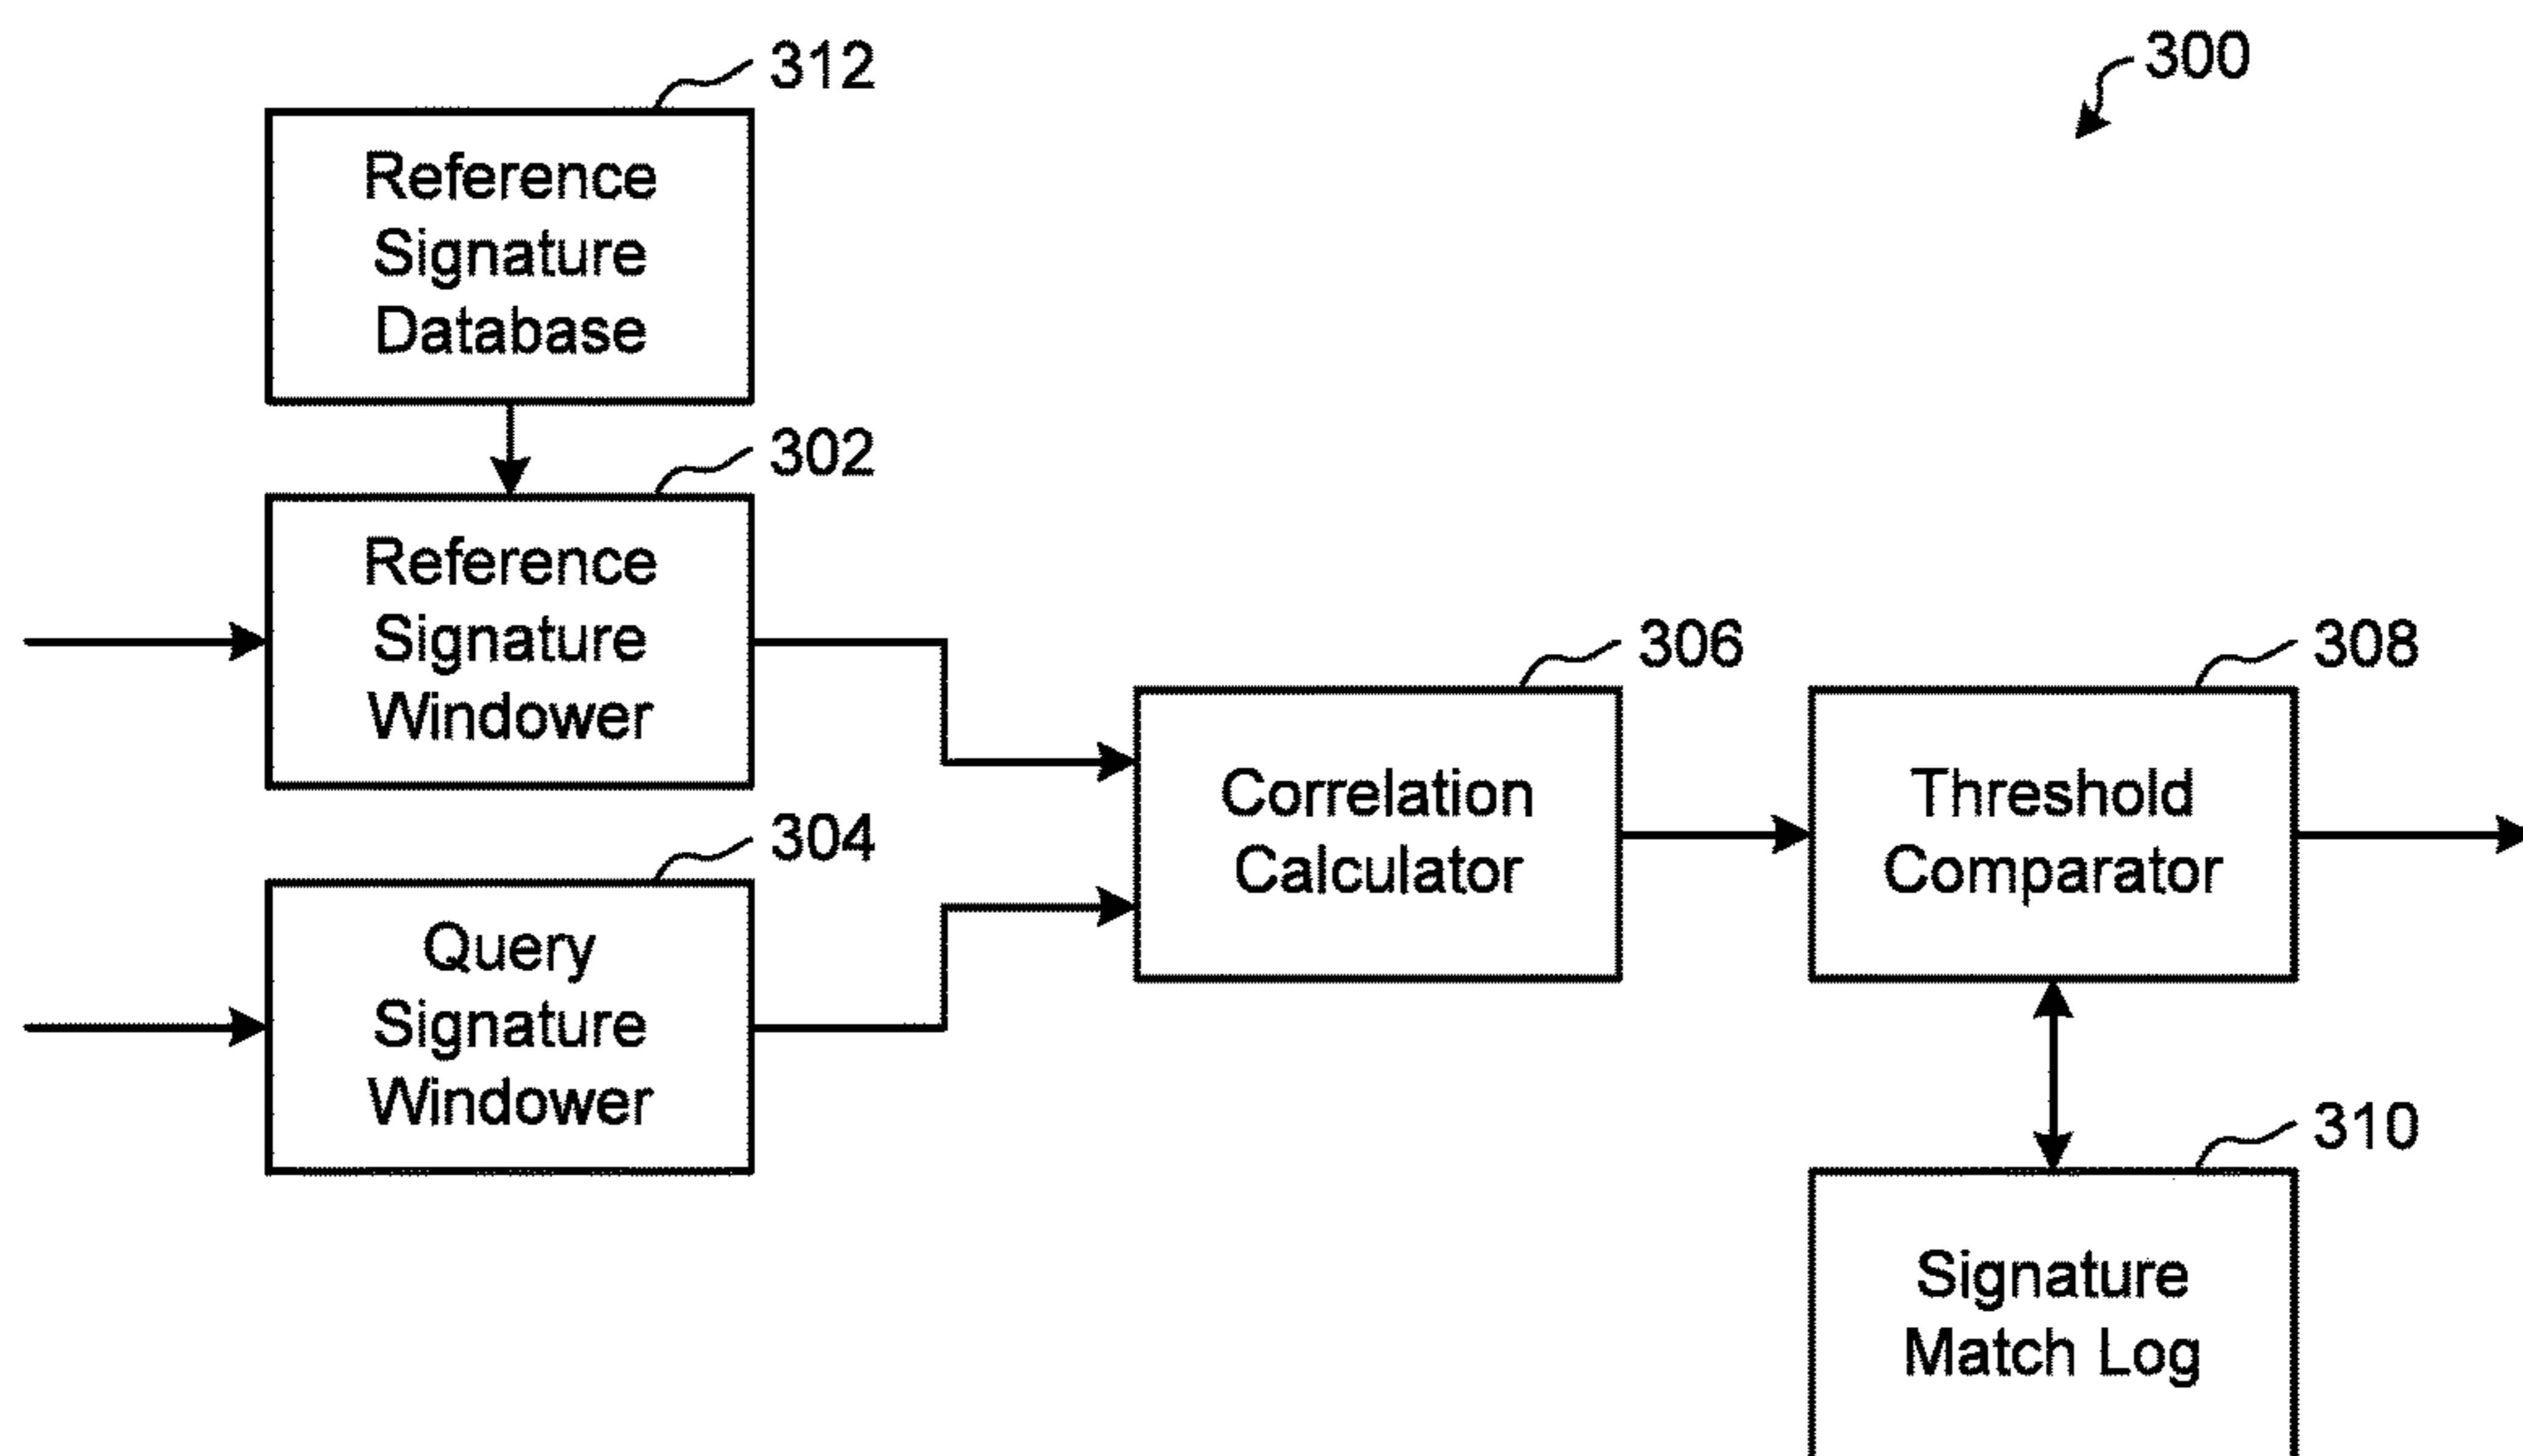 300
312
Reference
Signature
Database
302
Reference
Signature
Windower
304
Query
Signature
Windower
306
Correlation
Calculator
308
Threshold
Comparator
310
Signature
Match Log